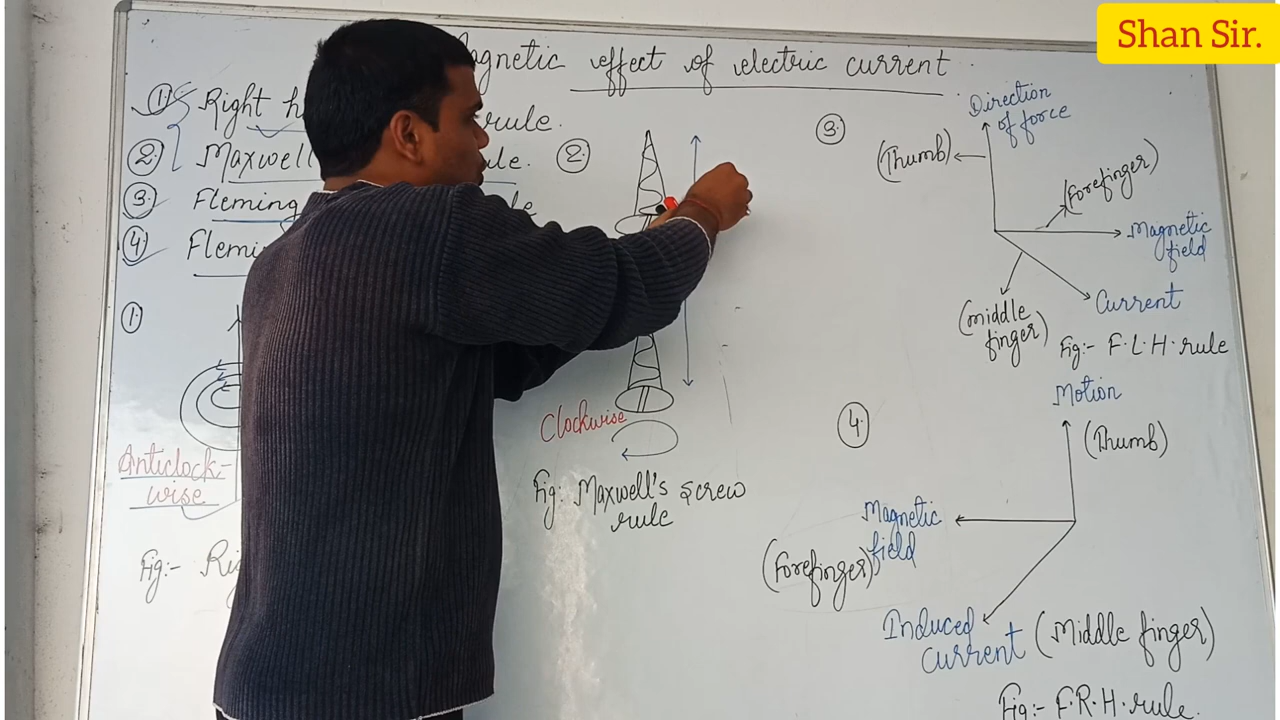 Shan Sir.
agnetic effect of electric current
① Right h rule.
② Maxwell rule.
③ Fleming
④ Flemi
①
Anticlock-
wise
Fig:- Ri
②
Clockwise
Fig: Maxwell's screw
rule
③
Direction
of force
(Thumb)
(Forefinger)
Magnetic
field
Current
(middle
finger)
Fig:- F.L.H. rule
④
Motion
(Thumb)
Magnetic
field
(Forefinger)
Induced
current (Middle finger)
Fig:- F.R.H. rule.